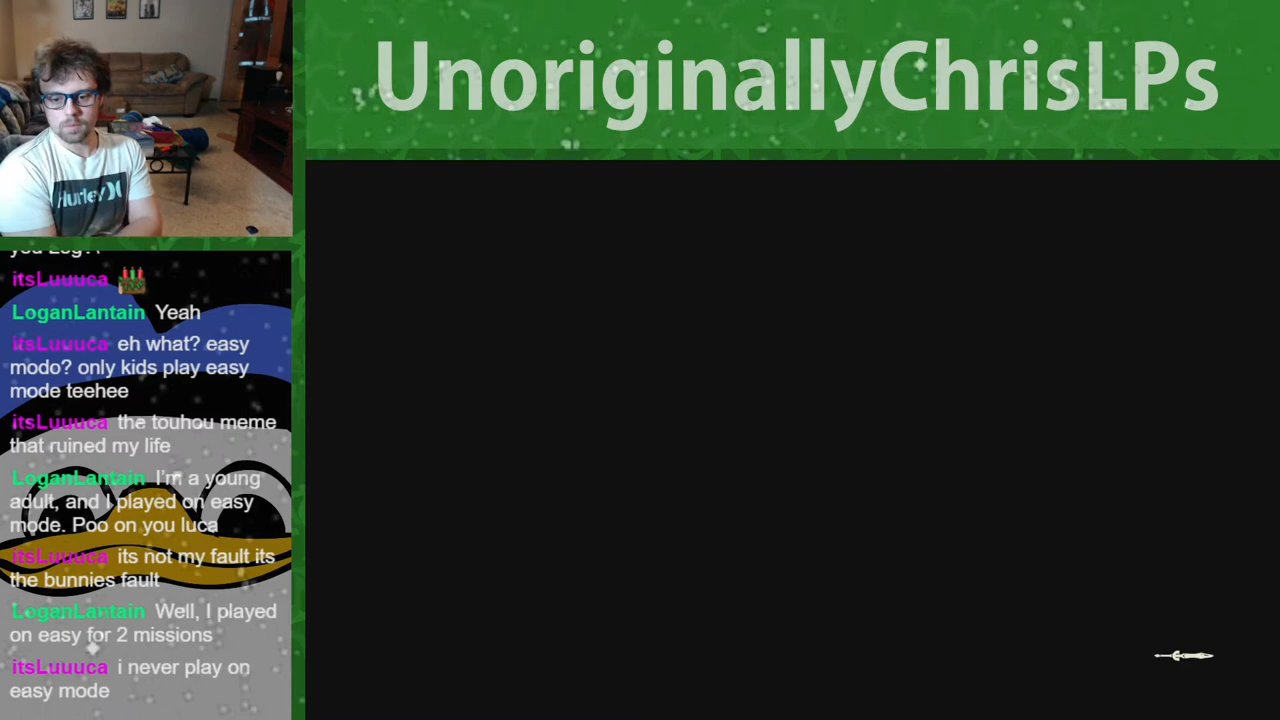 UnoriginallyChrisLPs
Hurley
itsLuuuca
LoganLantain Yeah
itsLuuuca eh what? easy
modo? only kids play easy
mode teehee
itsLuuuca the touhou meme
that ruined my life
LoganLantain I'm a young
adult, and I played on easy
mode. Poo on you luca
itsLuuuca its not my fault its
the bunnies fault
LoganLantain Well, I played
on easy for 2 missions
itsLuuuca i never play on
easy mode